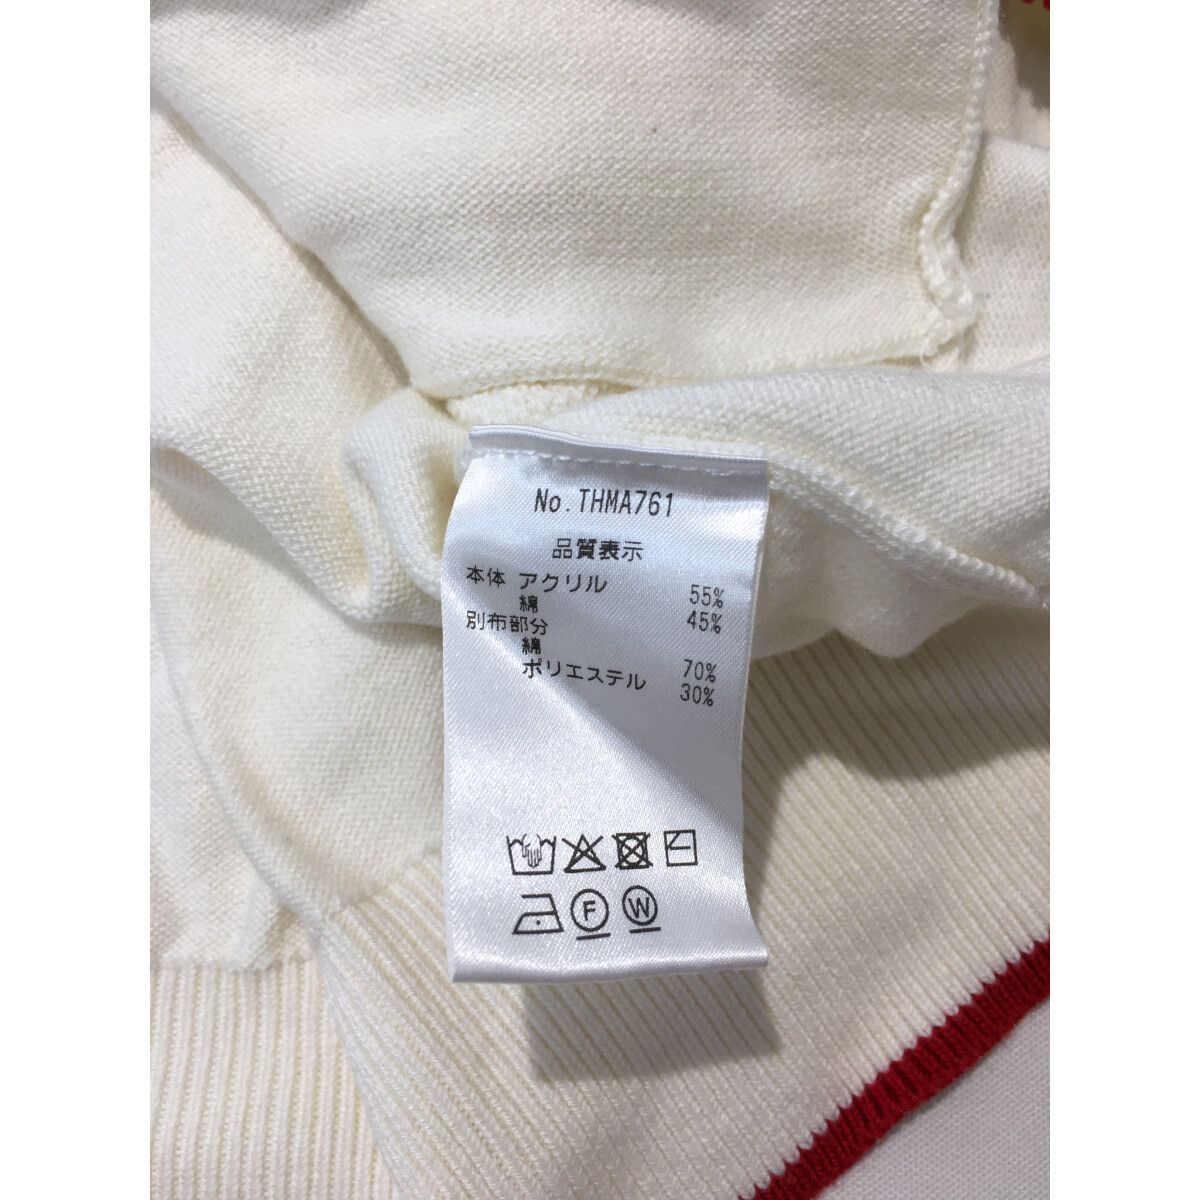 No.THMA761
品質表示
本体 アクリル 55%
綿 45%
別布部分
綿 70%
ポリエステル 30%
F W